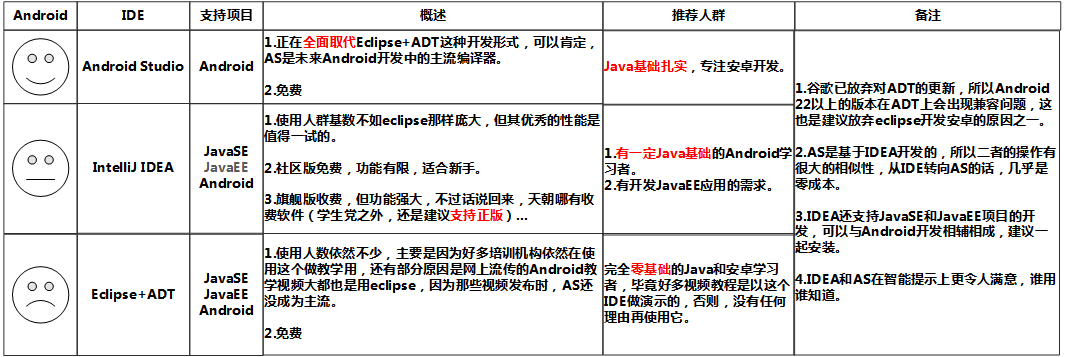 Android
IDE
支持项目
概述
推荐人群
备注
Android Studio
Android
1.正在全面取代Eclipse+ADT这种开发形式，可以肯定，
AS是未来Android开发中的主流编译器。
2.免费
Java基础扎实，专注安卓开发。
IntelliJ IDEA
JavaSE
JavaEE
Android
1.使用人群基数不如eclipse那样庞大，但其优秀的性能是
值得一试的。
2.社区版免费，功能有限，适合新手。
3.旗舰版收费，但功能强大，不过话说回来，天朝哪有收
费软件（学生党之外，还是建议支持正版）...
1.有一定Java基础的Android学
习者。
2.有开发JavaEE应用的需求。
Eclipse+ADT
JavaSE
JavaEE
Android
1.使用人数依然不少，主要是因为好多培训机构依然在使
用这个做教学用，还有部分原因是网上流传的Android教
学视频大都也是用eclipse，因为那些视频发布时，AS还
没成为主流。
2.免费
完全零基础的Java和安卓学习
者，毕竟好多视频教程是以这个
IDE做演示的，否则，没有任何
理由再使用它。
1.谷歌已放弃对ADT的更新，所以Android
22以上的版本在ADT上会出现兼容问题，这
也是建议放弃eclipse开发安卓的原因之一。
2.AS是基于IDEA开发的，所以二者的操作有
很大的相似性，从IDE转向AS的话，几乎是
零成本。
3.IDEA还支持JavaSE和JavaEE项目的开
发，可以与Android开发相辅相成，建议一
起安装。
4.IDEA和AS在智能提示上更令人满意，谁用
谁知道。